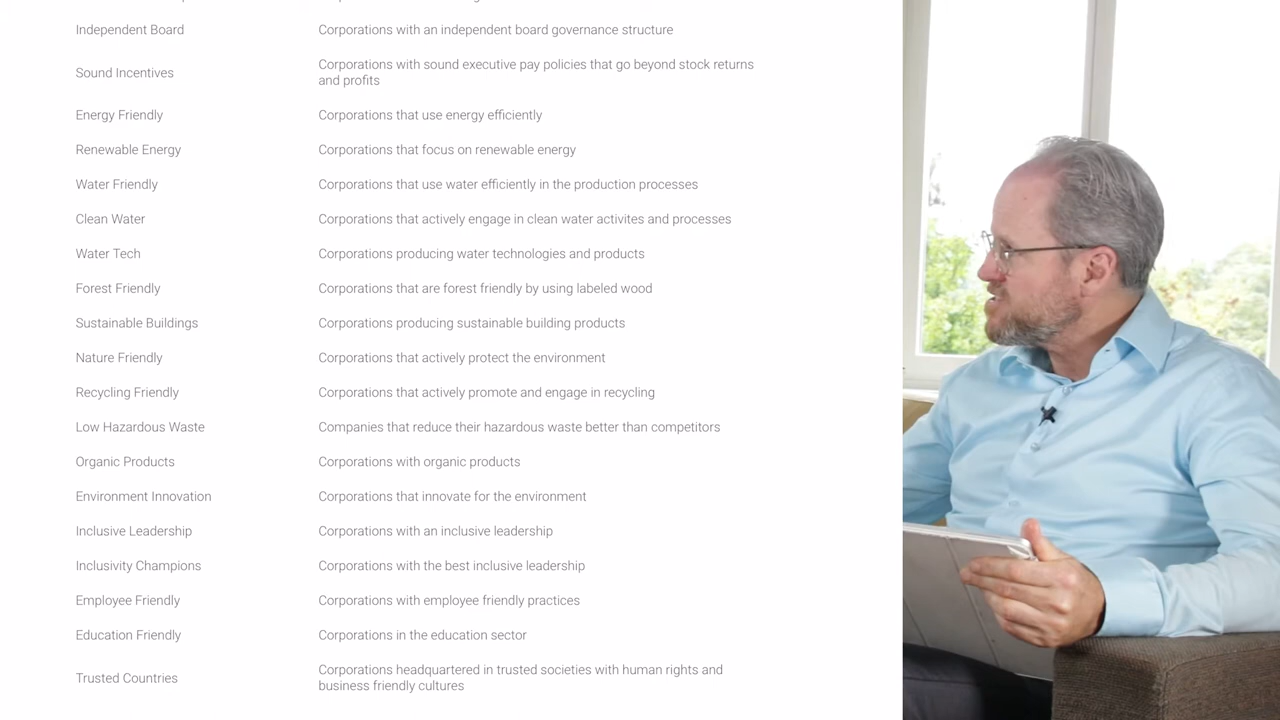 Independent Board
Corporations with an independent board governance structure
Sound Incentives
Corporations with sound executive pay policies that go beyond stock returns
and profits
Energy Friendly
Corporations that use energy efficiently
Renewable Energy
Corporations that focus on renewable energy
Water Friendly
Corporations that use water efficiently in the production processes
Clean Water
Corporations that actively engage in clean water activites and processes
Water Tech
Corporations producing water technologies and products
Forest Friendly
Corporations that are forest friendly by using labeled wood
Sustainable Buildings
Corporations producing sustainable building products
Nature Friendly
Corporations that actively protect the environment
Recycling Friendly
Corporations that actively promote and engage in recycling
Low Hazardous Waste
Companies that reduce their hazardous waste better than competitors
Organic Products
Corporations with organic products
Environment Innovation
Corporations that innovate for the environment
Inclusive Leadership
Corporations with an inclusive leadership
Inclusivity Champions
Corporations with the best inclusive leadership
Employee Friendly
Corporations with employee friendly practices
Education Friendly
Corporations in the education sector
Trusted Countries
Corporations headquartered in trusted societies with human rights and
business friendly cultures